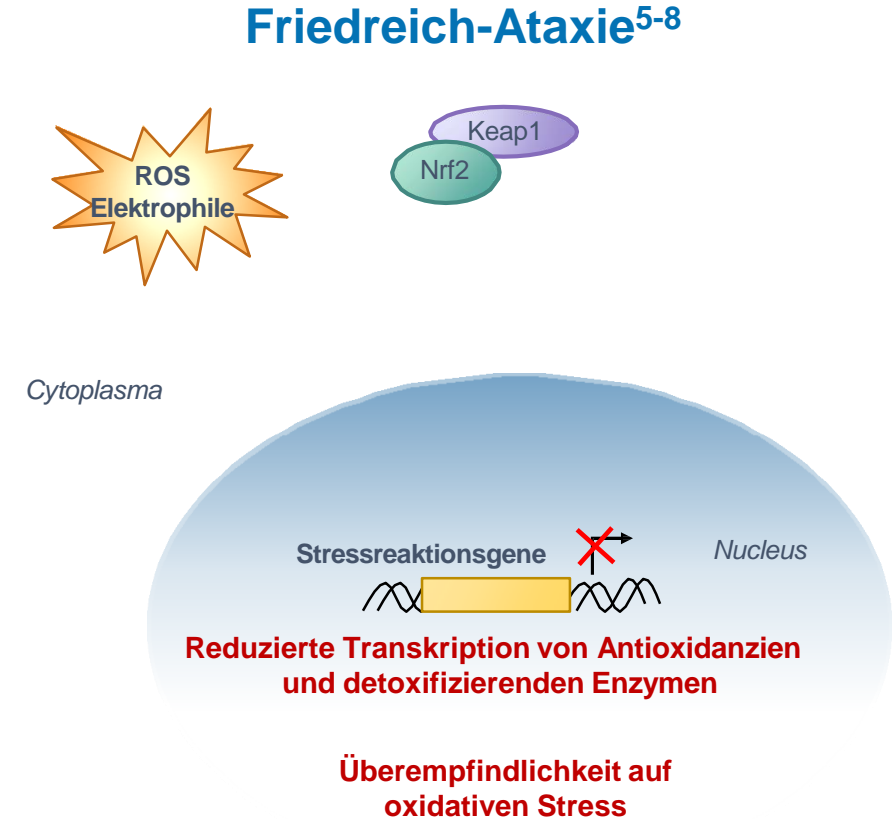 Friedreich-Ataxie5-8
Keap1
Nrf2
ROS
Elektrophile
Cytoplasma
Stressreaktionsgene
Nucleus
Reduzierte Transkription von Antioxidanzien
und detoxifizierenden Enzymen
Überempfindlichkeit auf
oxidativen Stress